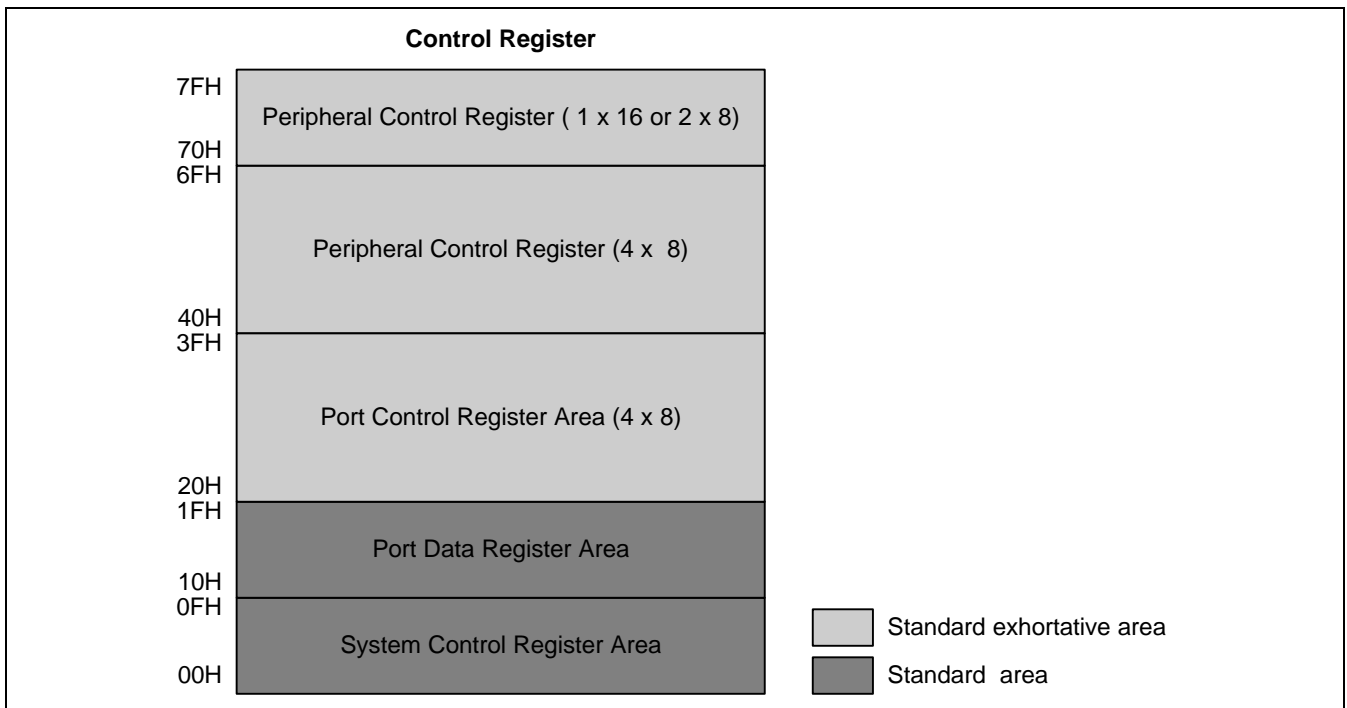 Control Register
7FH
Peripheral Control Register ( 1 x 16 or 2 x 8)
70H
6FH
Peripheral Control Register (4 x  8)
40H
3FH
Port Control Register Area (4 x 8)
20H
1FH
Port Data Register Area
10H
0FH
System Control Register Area
00H
Standard exhortative area
Standard  area